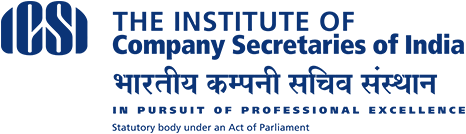 ICSI
THE INSTITUTE OF
Company Secretaries of India
भारतीय कम्पनी सचिव संस्थान
IN PURSUIT OF PROFESSIONAL EXCELLENCE
Statutory body under an Act of Parliament